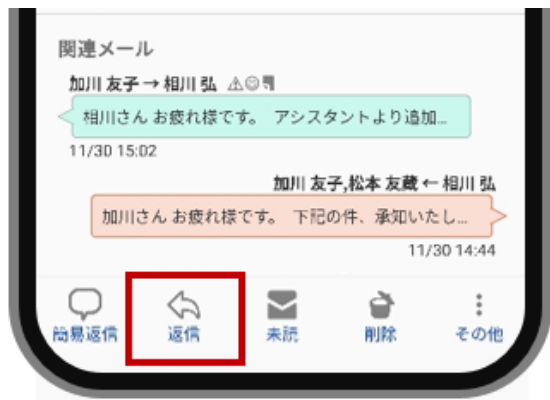 関連メール
加川 友子 → 相川 弘
相川さん お疲れ様です。 アシスタントより追加...
11/30 15:02
加川 友子,松本 友蔵 ← 相川 弘
加川さん お疲れ様です。 下記の件、承知いたし...
11/30 14:44
簡易返信 返信 未読 削除 その他